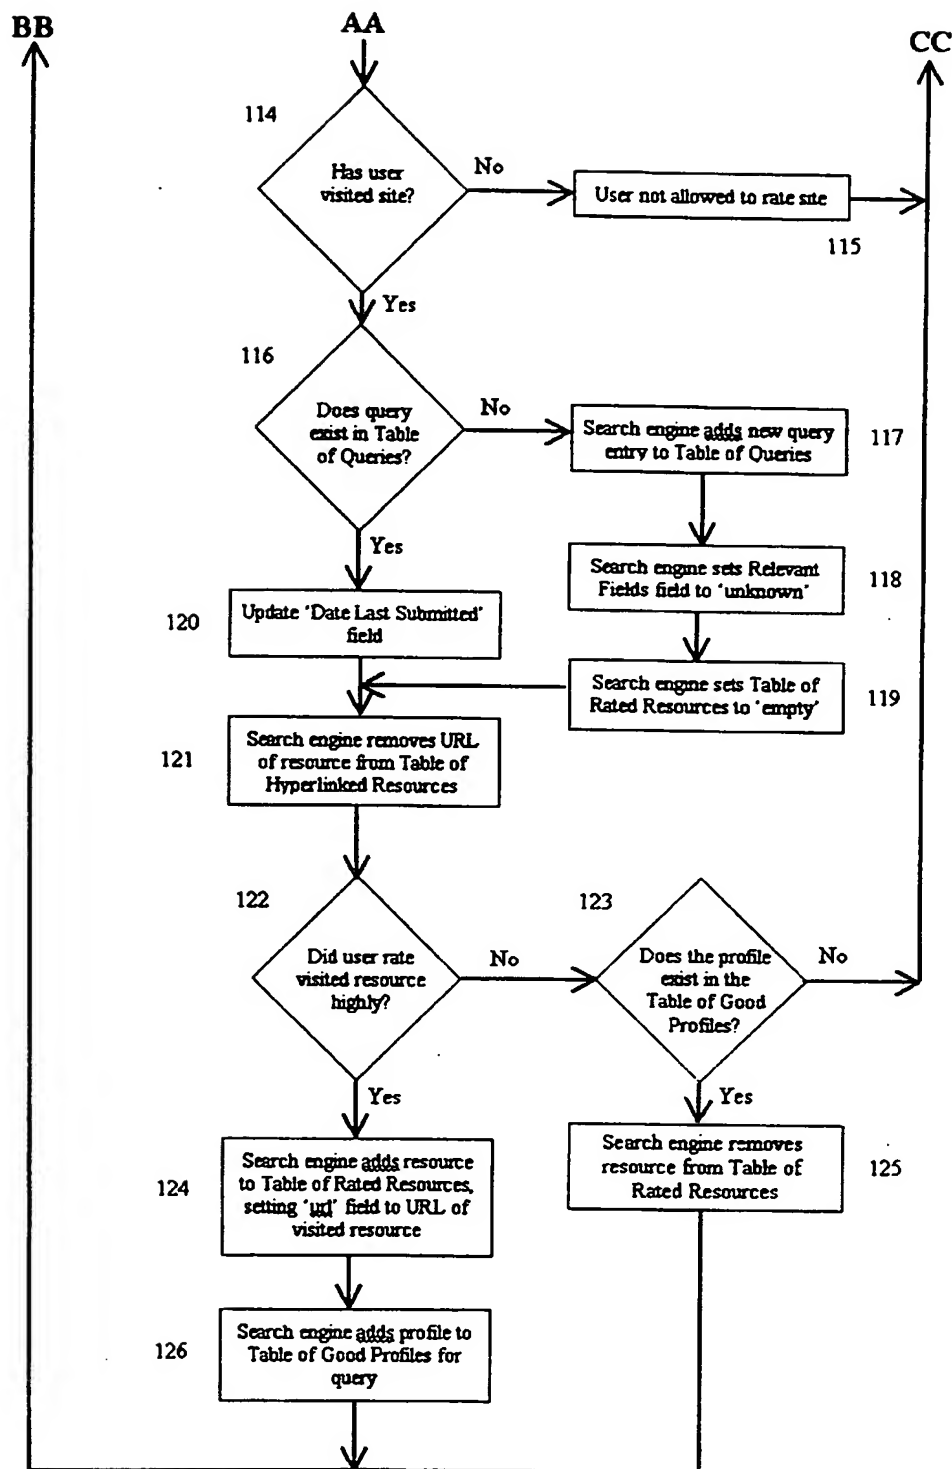 BB
AA
CC
114
Has user
visited site?
No
User not allowed to rate site
115
Yes
116
Does query
exist in Table
of Queries?
No
Search engine adds new query
entry to Table of Queries
117
Yes
Search engine sets Relevant
Fields field to 'unknown'
118
120
Update 'Date Last Submitted'
field
Search engine sets Table of
Rated Resources to 'empty'
119
121
Search engine removes URL
of resource from Table of
Hyperlinked Resources
122
Did user rate
visited resource
highly?
No
123
Does the profile
exist in the
Table of Good
Profiles?
No
Yes
Yes
124
Search engine adds resource
to Table of Rated Resources,
setting 'url' field to URL of
visited resource
Search engine removes
resource from Table of
Rated Resources
125
126
Search engine adds profile to
Table of Good Profiles for
query